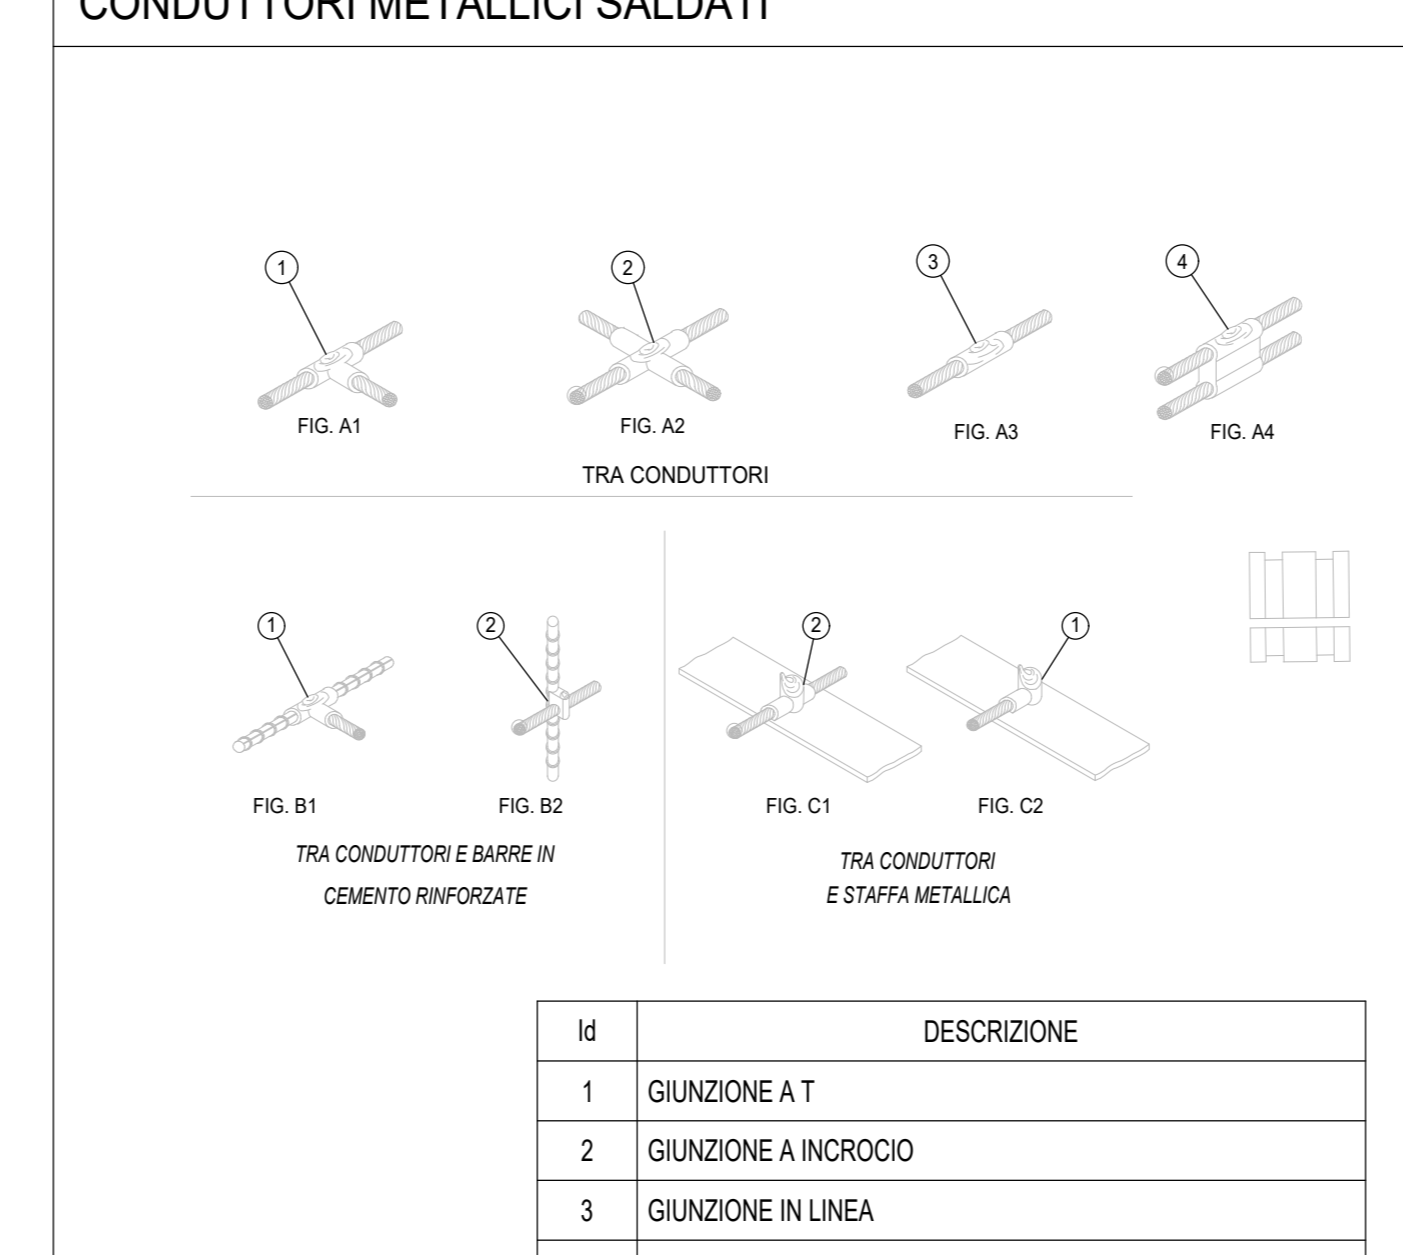 CONDUTTORI METALLICI SALDATI
1
2
3
4
FIG. A1
FIG. A2
FIG. A3
FIG. A4
TRA CONDUTTORI
1
2
2
1
FIG. B1
FIG. B2
FIG. C1
FIG. C2
TRA CONDUTTORI E BARRE IN
CEMENTO RINFORZATE
TRA CONDUTTORI
E STAFFA METALLICA
Id DESCRIZIONE
1 GIUNZIONE A T
2 GIUNZIONE A INCROCIO
3 GIUNZIONE IN LINEA